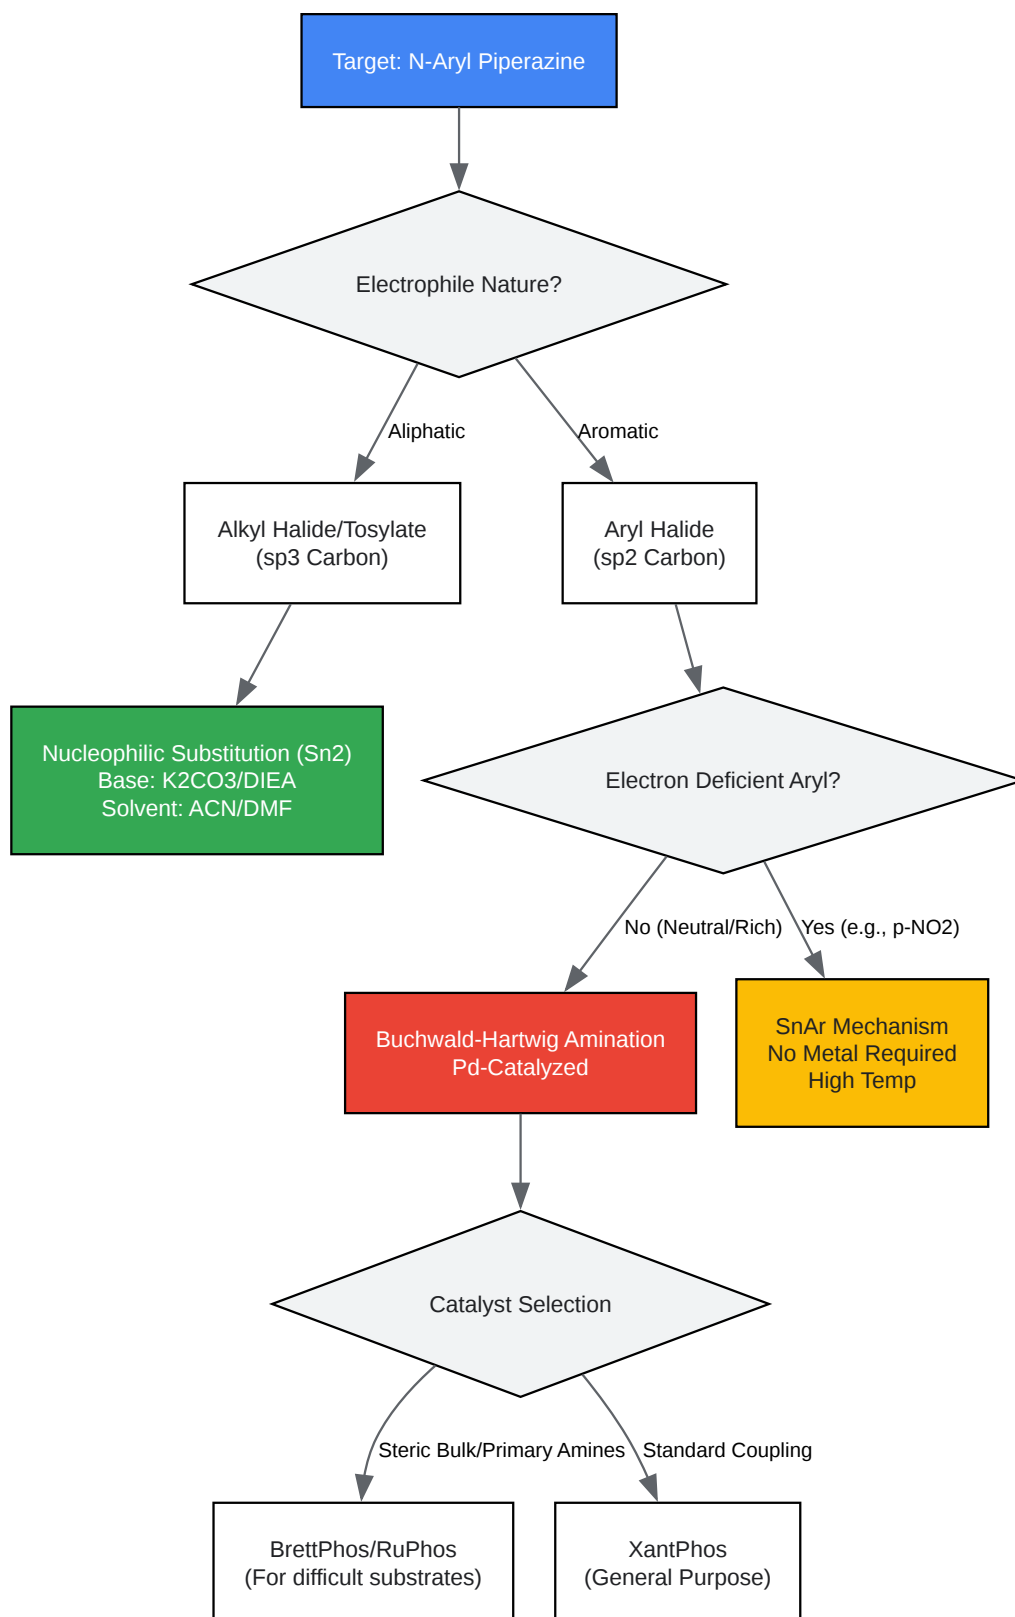 Target: N-Aryl Piperazine
Electrophile Nature?
Aliphatic
Aromatic
Alkyl Halide/Tosylate
(sp3 Carbon)
Aryl Halide
(sp2 Carbon)
Nucleophilic Substitution (Sn2)
Base: K2CO3/DIEA
Solvent: ACN/DMF
Electron Deficient Aryl?
No (Neutral/Rich)
Yes (e.g., p-NO2)
Buchwald-Hartwig Amination
Pd-Catalyzed
SnAr Mechanism
No Metal Required
High Temp
Catalyst Selection
Steric Bulk/Primary Amines
Standard Coupling
BrettPhos/RuPhos
(For difficult substrates)
XantPhos
(General Purpose)